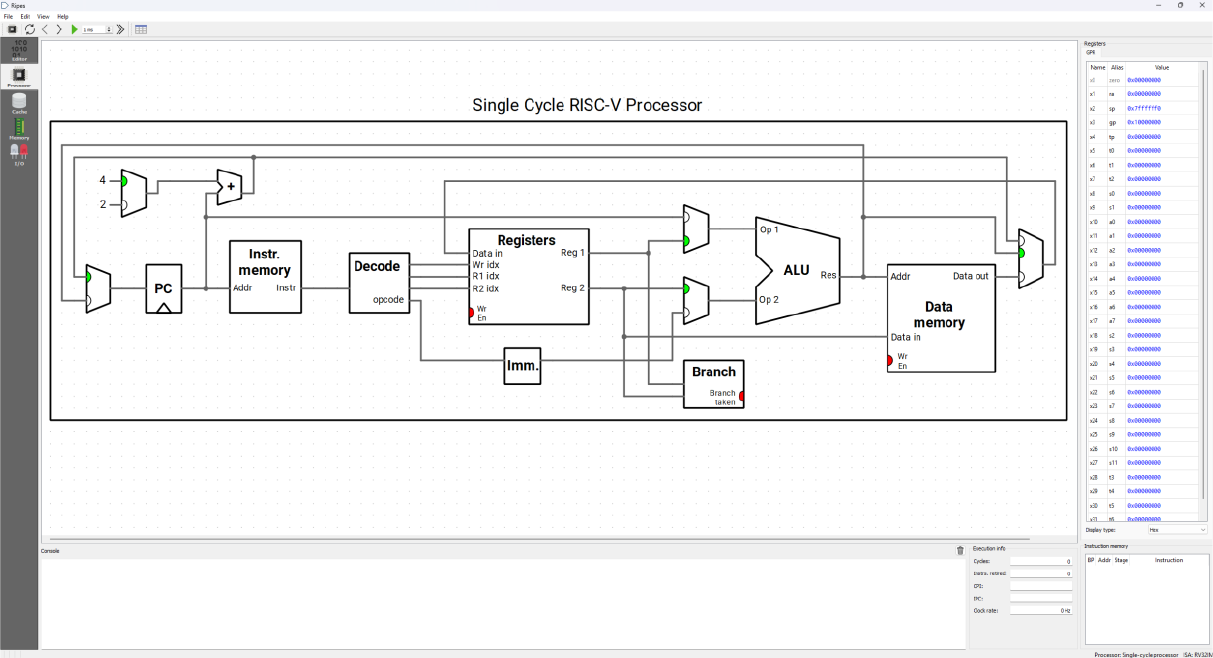 Ripes
File Edit View Help
1 ms
Editor
Processor
Cache
Memory
I/O
Single Cycle RISC-V Processor
4
2
+
PC
Instr.
memory
Addr Instr
Decode
opcode
Registers
Data in
Wr idx
R1 idx
R2 idx
Wr
En
Reg 1
Reg 2
Imm.
Op 1
ALU
Res
Op 2
Branch
Branch
taken
Addr Data out
Data
memory
Data in
Wr
En
Registers
GPR
Name Alias Value
x0 zero 0x00000000
x1 ra 0x00000000
x2 sp 0x7ffffff0
x3 gp 0x10000000
x4 tp 0x00000000
x5 t0 0x00000000
x6 t1 0x00000000
x7 t2 0x00000000
x8 s0 0x00000000
x9 s1 0x00000000
x10 a0 0x00000000
x11 a1 0x00000000
x12 a2 0x00000000
x13 a3 0x00000000
x14 a4 0x00000000
x15 a5 0x00000000
x16 a6 0x00000000
x17 a7 0x00000000
x18 s2 0x00000000
x19 s3 0x00000000
x20 s4 0x00000000
x21 s5 0x00000000
x22 s6 0x00000000
x23 s7 0x00000000
x24 s8 0x00000000
x25 s9 0x00000000
x26 s10 0x00000000
x27 s11 0x00000000
x28 t3 0x00000000
x29 t4 0x00000000
x30 t5 0x00000000
x31 t6 0x00000000
Display type: Hex
Console
Execution info
Cycles: 0
Instrs. retired: 0
CPI:
IPC:
Clock rate: 0 Hz
Instruction memory
BP Addr Stage Instruction
Processor: Single-cycle processor ISA: RV32IM